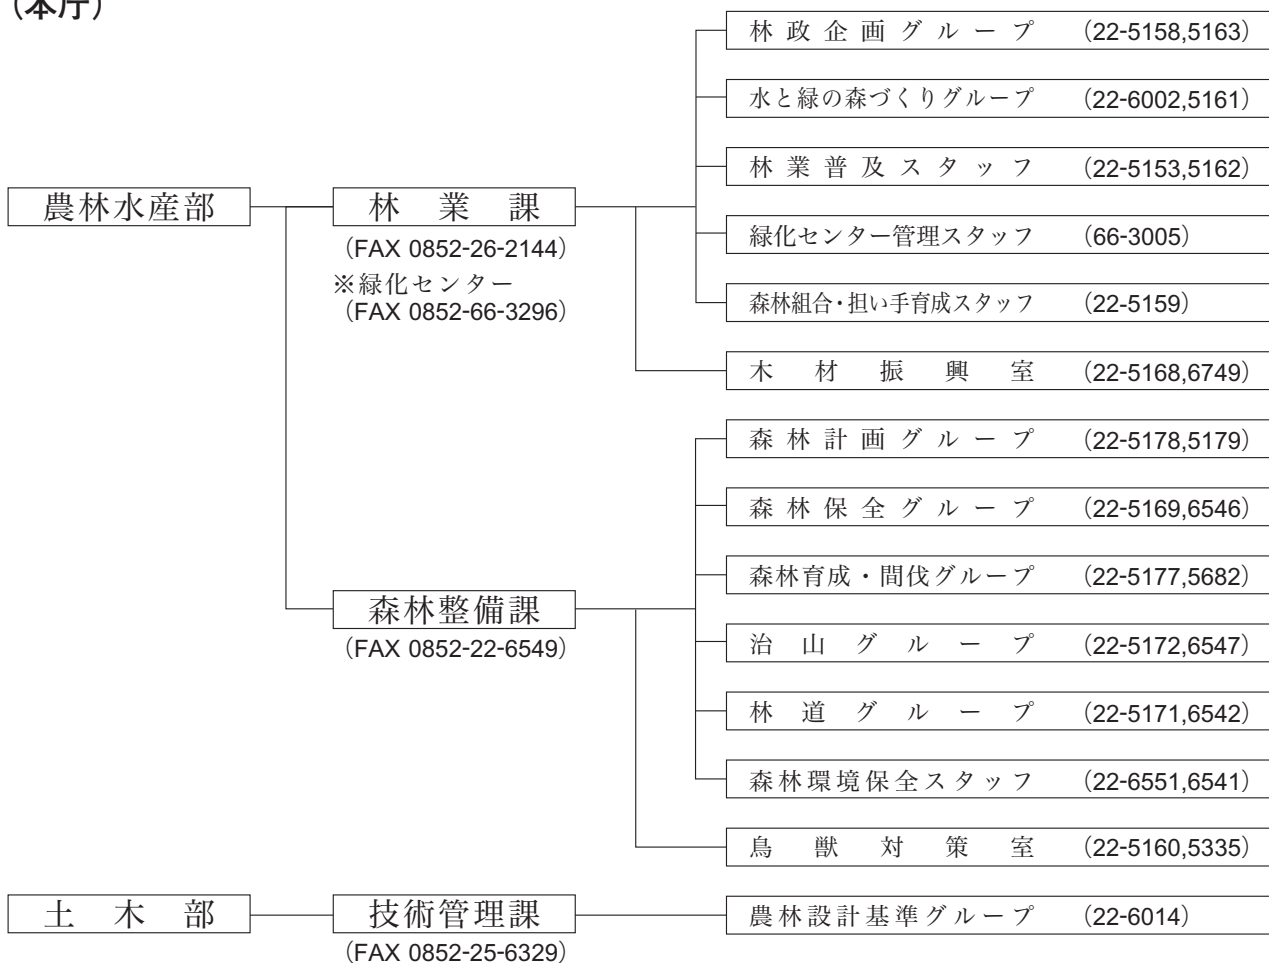 （本庁）
農林水産部
林業課
（FAX 0852-26-2144）
※緑化センター
（FAX 0852-66-3296）
林政企画グループ （22-5158,5163）
水と緑の森づくりグループ （22-6002,5161）
林業普及スタッフ （22-5153,5162）
緑化センター管理スタッフ （66-3005）
森林組合・担い手育成スタッフ （22-5159）
木材振興室 （22-5168,6749）
森林整備課
（FAX 0852-22-6549）
森林計画グループ （22-5178,5179）
森林保全グループ （22-5169,6546）
森林育成・間伐グループ （22-5177,5682）
治山グループ （22-5172,6547）
林道グループ （22-5171,6542）
森林環境保全スタッフ （22-6551,6541）
鳥獣対策室 （22-5160,5335）
土木部
技術管理課
（FAX 0852-25-6329）
農林設計基準グループ （22-6014）